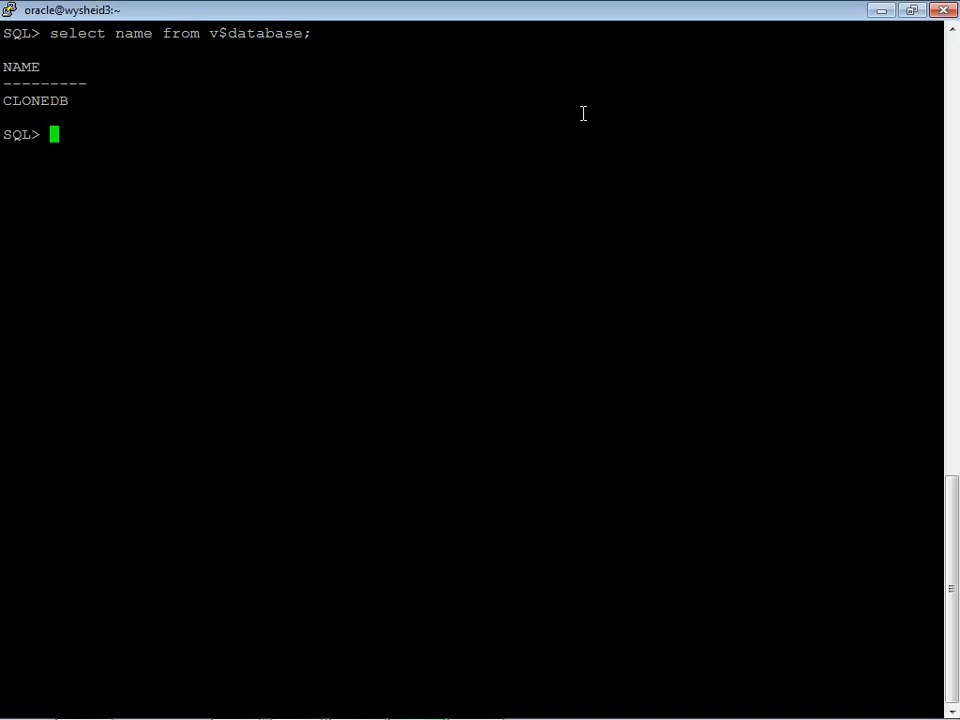 oracle@wysheid3:~
SQL> select name from v$database;
NAME
---------
CLONEDB
SQL>